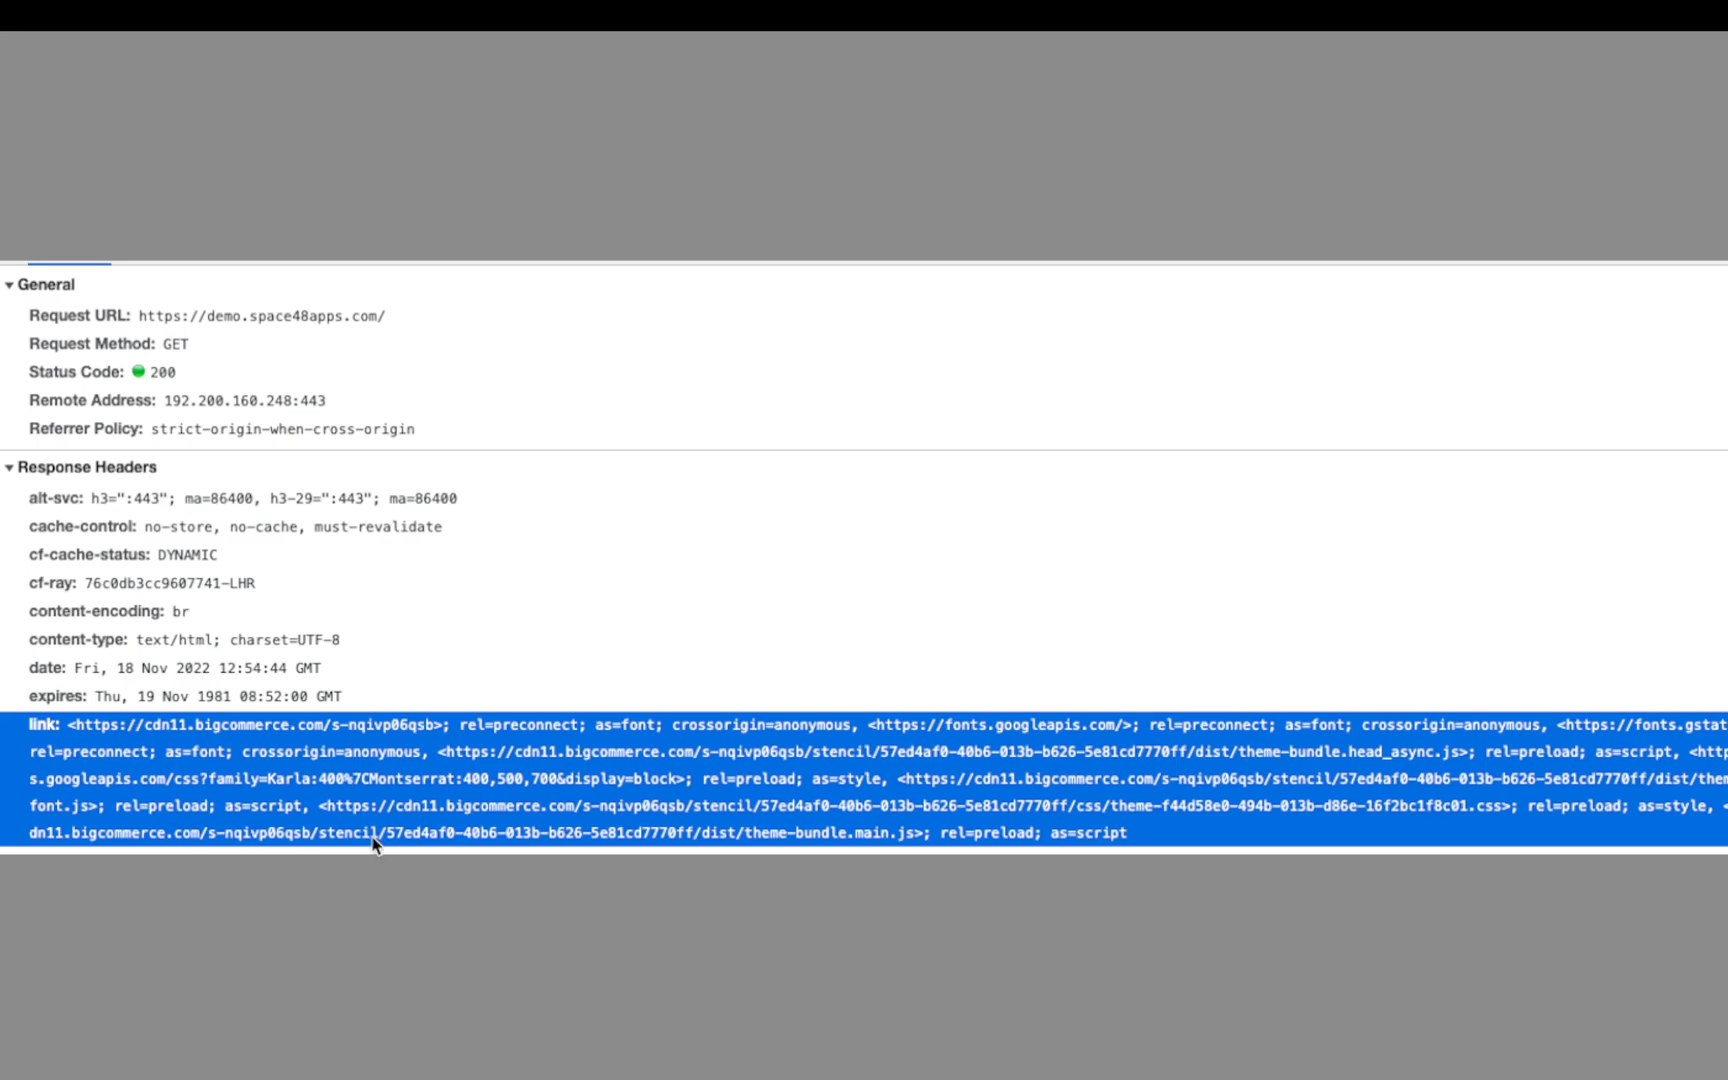 General
Request URL: https://demo.space48apps.com/
Request Method: GET
Status Code: 200
Remote Address: 192.200.160.248:443
Referrer Policy: strict-origin-when-cross-origin
Response Headers
alt-svc: h3=":443"; ma=86400, h3-29=":443"; ma=86400
cache-control: no-store, no-cache, must-revalidate
cf-cache-status: DYNAMIC
cf-ray: 76c0db3cc9607741-LHR
content-encoding: br
content-type: text/html; charset=UTF-8
date: Fri, 18 Nov 2022 12:54:44 GMT
expires: Thu, 19 Nov 1981 08:52:00 GMT
link: <https://cdn11.bigcommerce.com/s-nqivp06qsb>; rel=preconnect; as=font; crossorigin=anonymous, <https://fonts.googleapis.com/>; rel=preconnect; as=font; crossorigin=anonymous, <https://fonts.gstat
rel=preconnect; as=font; crossorigin=anonymous, <https://cdn11.bigcommerce.com/s-nqivp06qsb/stencil/57ed4af0-40b6-013b-b626-5e81cd7770ff/dist/theme-bundle.head_async.js>; rel=preload; as=script, <http
s.googleapis.com/css?family=Karla:400%7CMontserrat:400,500,700&display=block>; rel=preload; as=style, <https://cdn11.bigcommerce.com/s-nqivp06qsb/stencil/57ed4af0-40b6-013b-b626-5e81cd7770ff/dist/them
font.js>; rel=preload; as=script, <https://cdn11.bigcommerce.com/s-nqivp06qsb/stencil/57ed4af0-40b6-013b-b626-5e81cd7770ff/css/theme-f44d58e0-494b-013b-d86e-16f2bc1f8c01.css>; rel=preload; as=style, <
dn11.bigcommerce.com/s-nqivp06qsb/stencil/57ed4af0-40b6-013b-b626-5e81cd7770ff/dist/theme-bundle.main.js>; rel=preload; as=script